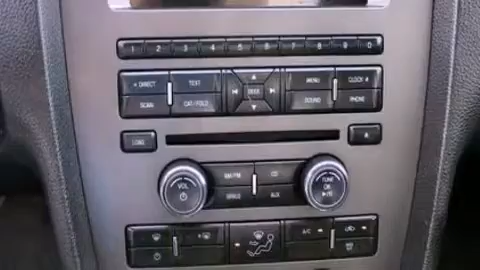 1 2 3 4 5 6 7 8 9 0
DIRECT TEXT MENU CLOCK
SCAN CAT/FOLD SEEK SOUND PHONE
LOAD
AM/FM CD
VOL AUX TUNE
OK
A/C